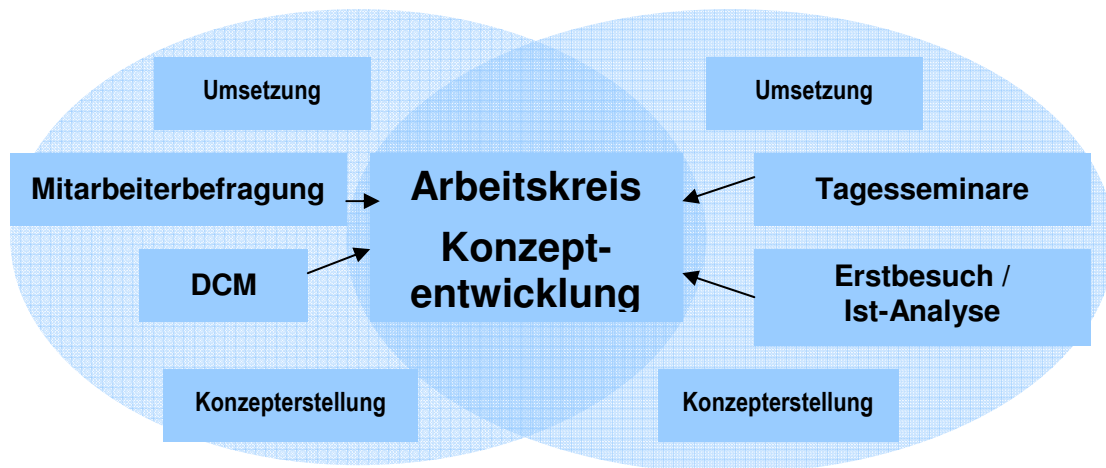 Umsetzung
Umsetzung
Mitarbeiterbefragung
Arbeitskreis
Konzept-
entwicklung
Tagesseminare
DCM
Erstbesuch /
Ist-Analyse
Konzepterstellung
Konzepterstellung